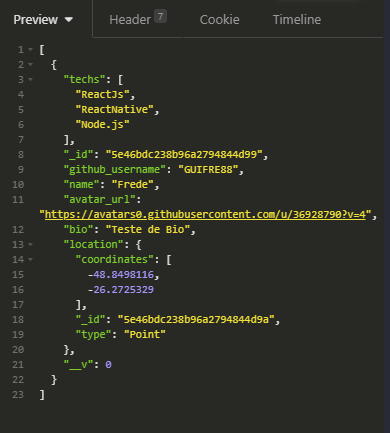 Preview Header 7 Cookie Timeline
1 [
2 {
3 "techs": [
4 "ReactJs",
5 "ReactNative",
6 "Node.js"
7 ],
8 "_id": "5e46bdc238b96a2794844d99",
9 "github_username": "GUIFRE88",
10 "name": "Frede",
11 "avatar_url":
"https://avatars0.githubusercontent.com/u/36928790?v=4",
12 "bio": "Teste de Bio",
13 "location": {
14 "coordinates": [
15 -48.8498116,
16 -26.2725329
17 ],
18 "_id": "5e46bdc238b96a2794844d9a",
19 "type": "Point"
20 },
21 "__v": 0
22 }
23 ]